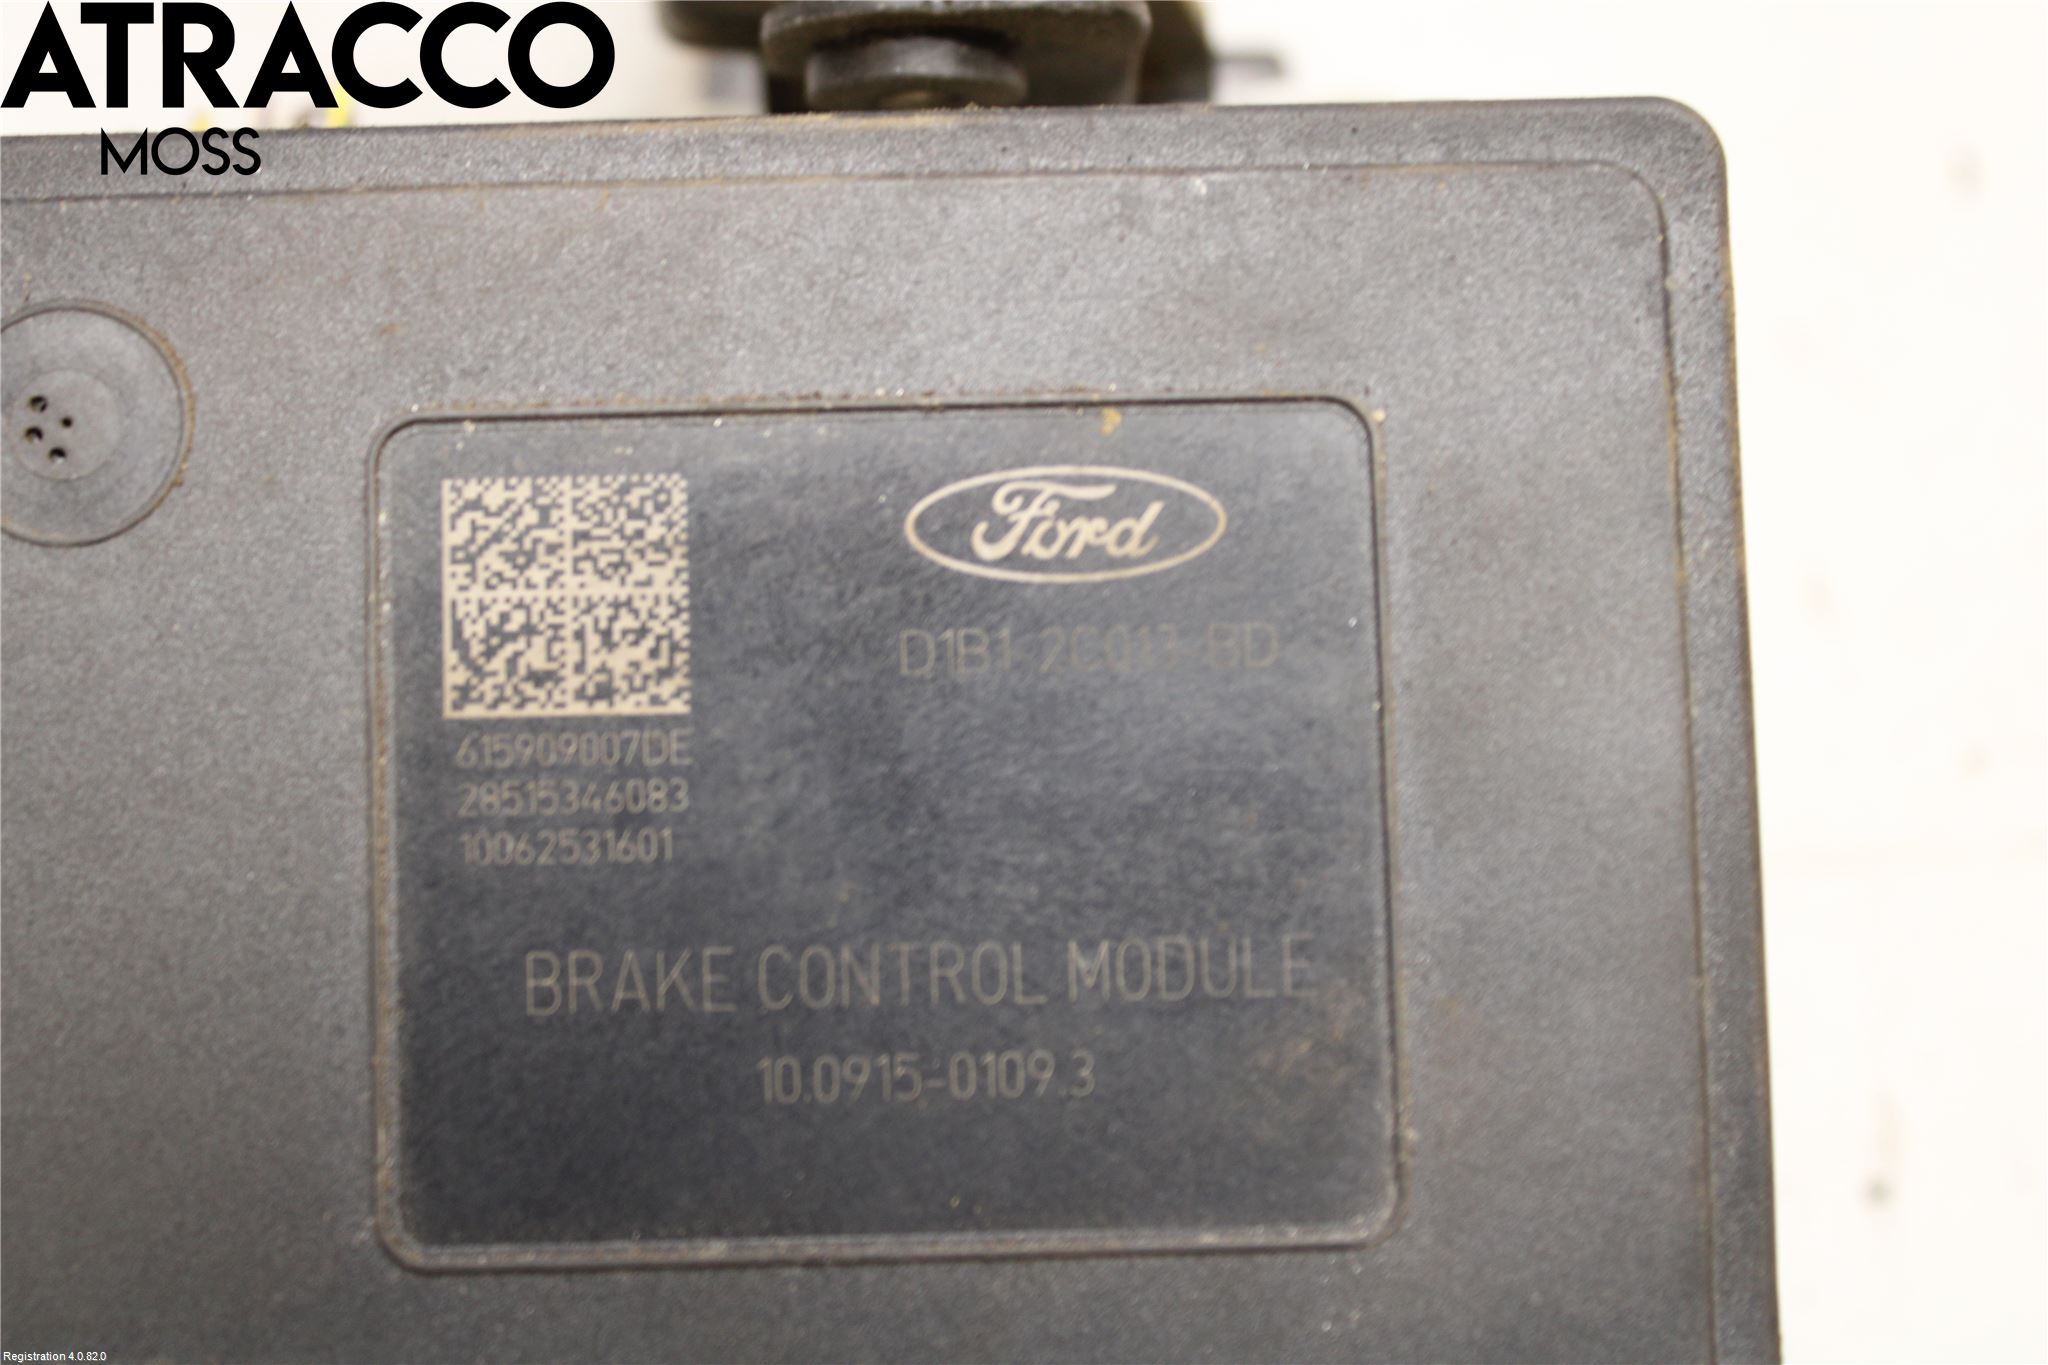 ATRACCO
MOSS
Ford
D1B1-2C013-BD
615909007DE
28515346083
10062531601
BRAKE CONTROL MODULE
10.0915-0109.3
Registration 4.0.82.0